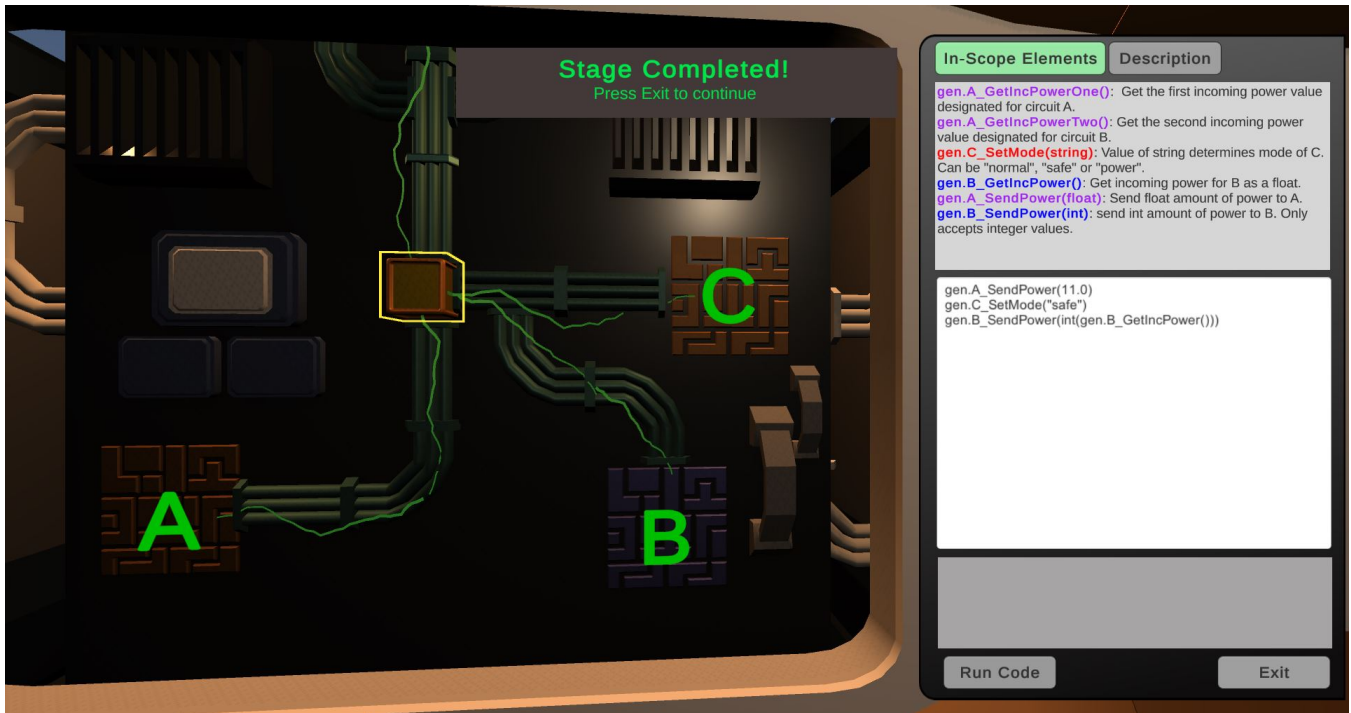 Stage Completed!
Press Exit to continue
C
A
B
In-Scope Elements
Description
gen.A_GetIncPowerOne(): Get the first incoming power value
designated for circuit A.
gen.A_GetIncPowerTwo(): Get the second incoming power
value designated for circuit B.
gen.C_SetMode(string): Value of string determines mode of C.
Can be "normal", "safe" or "power".
gen.B_GetIncPower(): Get incoming power for B as a float.
gen.A_SendPower(float): Send float amount of power to A.
gen.B_SendPower(int): send int amount of power to B. Only
accepts integer values.
gen.A_SendPower(11.0)
gen.C_SetMode("safe")
gen.B_SendPower(int(gen.B_GetIncPower()))
Run Code
Exit